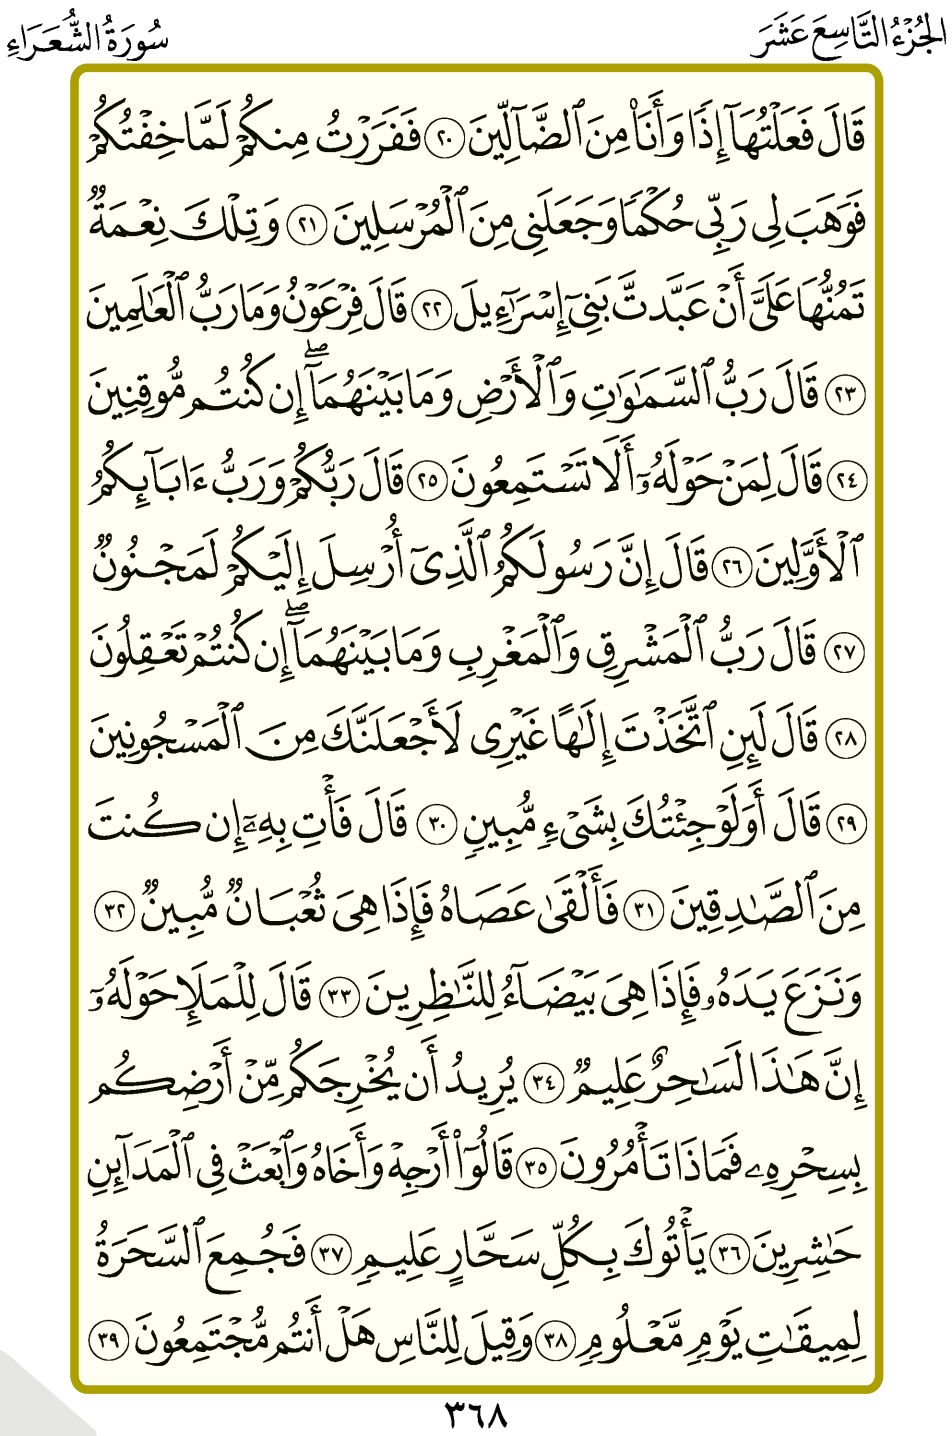 الجُزْءُ التَّاسِعَ عَشَرَ
سُورَةُ الشُّعَرَاءِ
قَالَ فَعَلْتُهَآ إِذًا وَأَنَا۠ مِنَ ٱلضَّآلِّينَ ٢٠ فَفَرَرْتُ مِنكُمْ لَمَّا خِفْتُكُمْ
فَوَهَبَ لِى رَبِّى حُكْمًا وَجَعَلَنِى مِنَ ٱلْمُرْسَلِينَ ٢١ وَتِلْكَ نِعْمَةٌ
تَمُنُّهَا عَلَىَّ أَنْ عَبَّدتَّ بَنِىٓ إِسْرَٰٓءِيلَ ٢٢ قَالَ فِرْعَوْنُ وَمَا رَبُّ ٱلْعَٰلَمِينَ
٢٣ قَالَ رَبُّ ٱلسَّمَٰوَٰتِ وَٱلْأَرْضِ وَمَا بَيْنَهُمَآ ۖ إِن كُنتُم مُّوقِنِينَ
٢٤ قَالَ لِمَنْ حَوْلَهُۥٓ أَلَا تَسْتَمِعُونَ ٢٥ قَالَ رَبُّكُمْ وَرَبُّ ءَابَآئِكُمُ
ٱلْأَوَّلِينَ ٢٦ قَالَ إِنَّ رَسُولَكُمُ ٱلَّذِىٓ أُرْسِلَ إِلَيْكُمْ لَمَجْنُونٌ
٢٧ قَالَ رَبُّ ٱلْمَشْرِقِ وَٱلْمَغْرِبِ وَمَا بَيْنَهُمَآ ۖ إِن كُنتُمْ تَعْقِلُونَ
٢٨ قَالَ لَئِنِ ٱتَّخَذْتَ إِلَٰهًا غَيْرِى لَأَجْعَلَنَّكَ مِنَ ٱلْمَسْجُونِينَ
٢٩ قَالَ أَوَلَوْ جِئْتُكَ بِشَىْءٍ مُّبِينٍ ٣٠ قَالَ فَأْتِ بِهِۦٓ إِن كُنتَ
مِنَ ٱلصَّٰدِقِينَ ٣١ فَأَلْقَىٰ عَصَاهُ فَإِذَا هِىَ ثُعْبَانٌ مُّبِينٌ ٣٢
وَنَزَعَ يَدَهُۥ فَإِذَا هِىَ بَيْضَآءُ لِلنَّٰظِرِينَ ٣٣ قَالَ لِلْمَلَإِ حَوْلَهُۥٓ
إِنَّ هَٰذَا لَسَٰحِرٌ عَلِيمٌ ٣٤ يُرِيدُ أَن يُخْرِجَكُم مِّنْ أَرْضِكُم
بِسِحْرِهِۦ فَمَاذَا تَأْمُرُونَ ٣٥ قَالُوٓا۟ أَرْجِهْ وَأَخَاهُ وَٱبْعَثْ فِى ٱلْمَدَآئِنِ
حَٰشِرِينَ ٣٦ يَأْتُوكَ بِكُلِّ سَحَّارٍ عَلِيمٍ ٣٧ فَجُمِعَ ٱلسَّحَرَةُ
لِمِيقَٰتِ يَوْمٍ مَّعْلُومٍ ٣٨ وَقِيلَ لِلنَّاسِ هَلْ أَنتُم مُّجْتَمِعُونَ ٣٩
٣٦٨